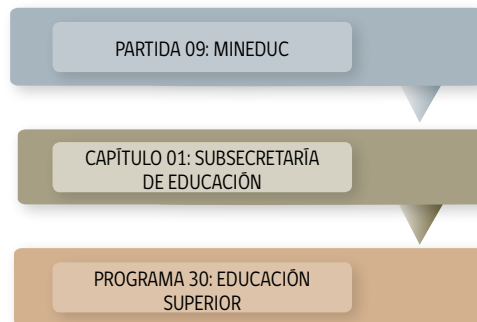 PARTIDA 09: MINEDUC
CAPÍTULO 01: SUBSECRETARÍA
DE EDUCACIÓN
PROGRAMA 30: EDUCACIÓN
SUPERIOR